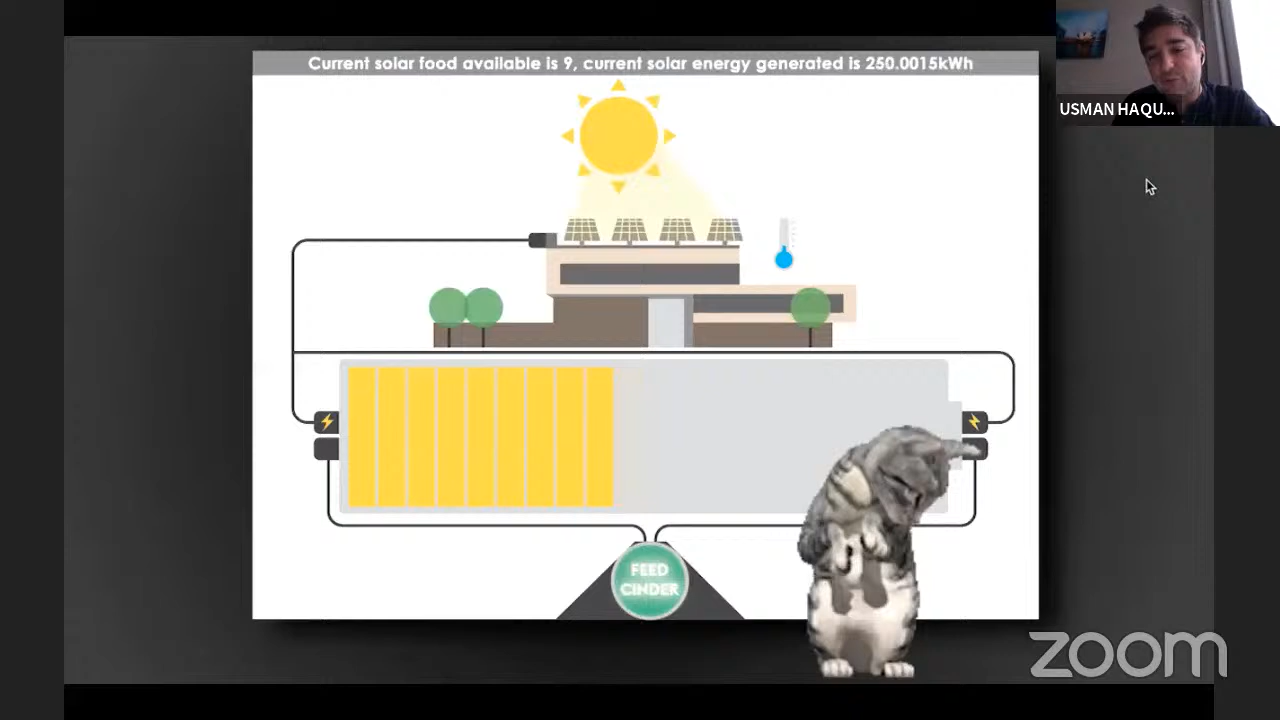 Current solar food available is 9, current solar energy generated is 250.0015kWh
USMAN HAQU...
FEED
CINDER
zoom